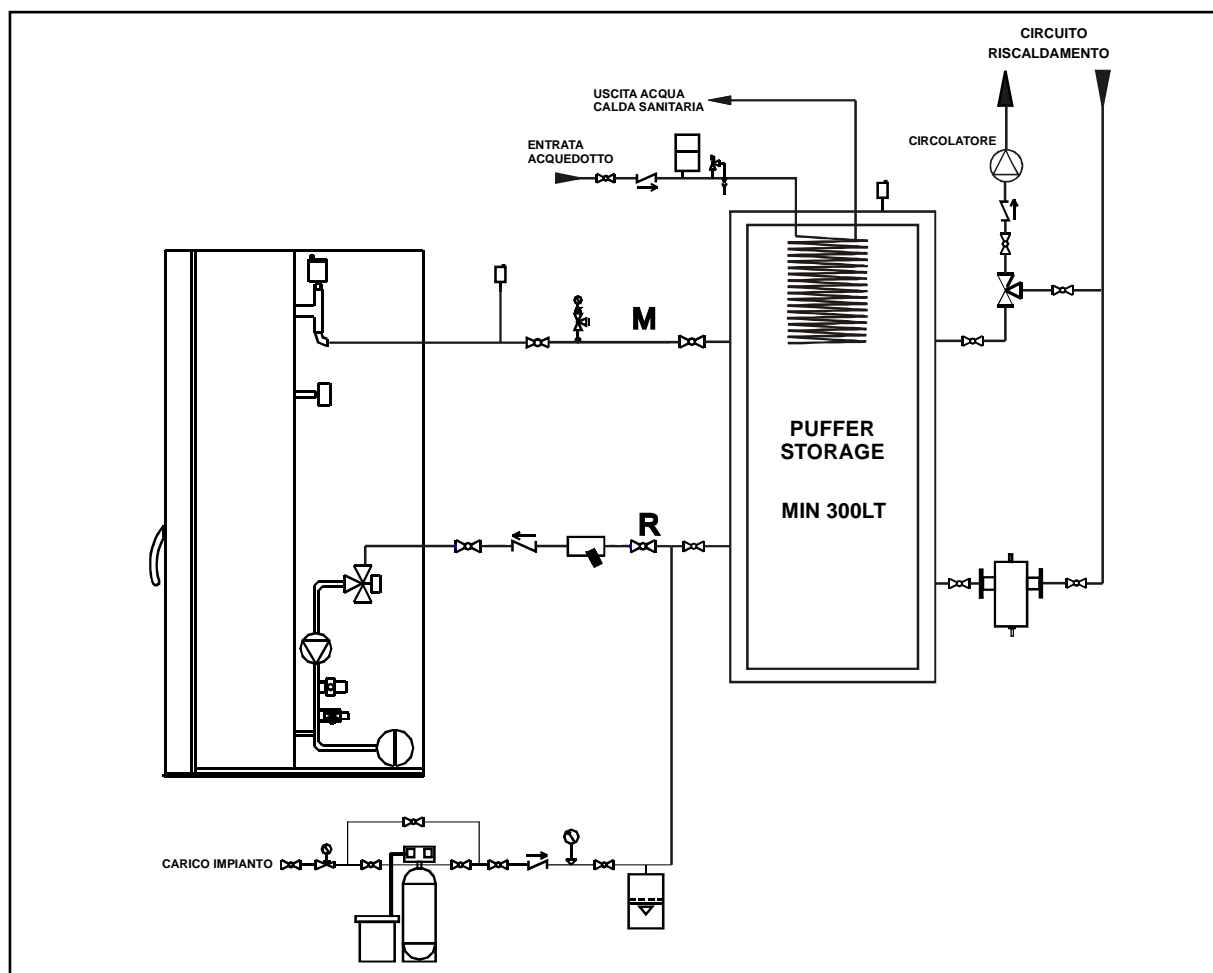 CIRCUITO
RISCALDAMENTO
USCITA ACQUA
CALDA SANITARIA
CIRCOLATORE
ENTRATA
ACQUEDOTTO
M
PUFFER
STORAGE
MIN 300LT
R
CARICO IMPIANTO